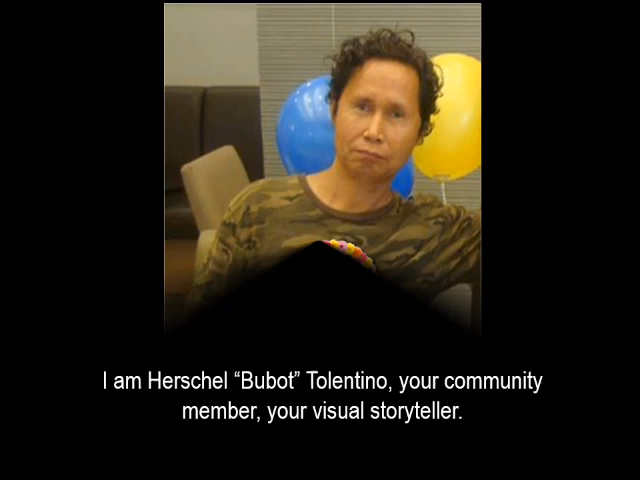 I am Herschel “Bubot” Tolentino, your community
member, your visual storyteller.